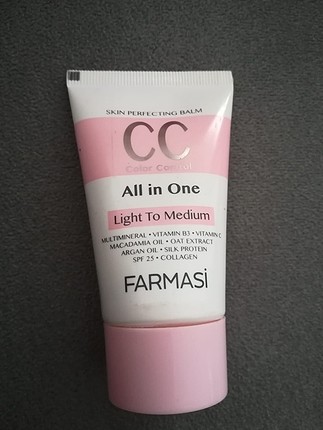 SKIN PERFECTING BALM
CC
Color Control
All in One
Light To Medium
MULTIMINERAL • VITAMIN B3 • VITAMIN C
MACADAMIA OIL • OAT EXTRACT
ARGAN OIL • SILK PROTEIN
SPF 25 • COLLAGEN
FARMASi